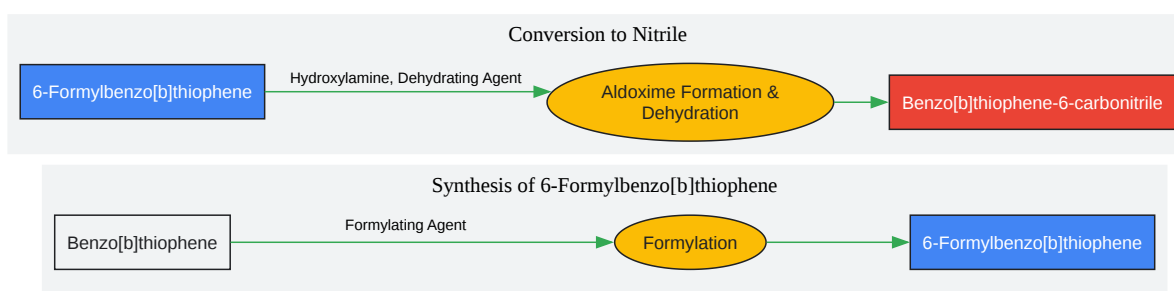 Conversion to Nitrile
6-Formylbenzo[b]thiophene
Hydroxylamine, Dehydrating Agent
Aldoxime Formation &
Dehydration
Benzo[b]thiophene-6-carbonitrile
Synthesis of 6-Formylbenzo[b]thiophene
Benzo[b]thiophene
Formylating Agent
Formylation
6-Formylbenzo[b]thiophene